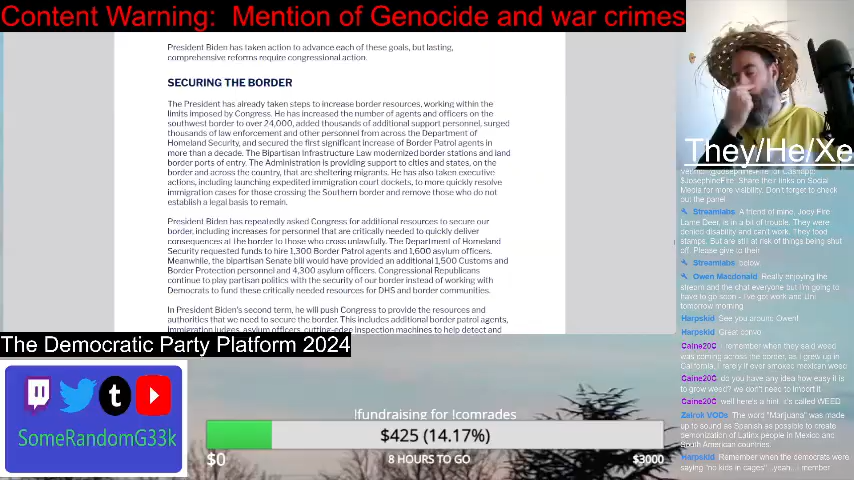 Content Warning: Mention of Genocide and war crimes
President Biden has taken action to advance each of these goals, but lasting,
comprehensive reforms require congressional action.
SECURING THE BORDER
The President has already taken steps to increase border resources, working within the
limits imposed by Congress. He has increased the number of agents and officers on the
southwest border to over 24,000, added thousands of additional support personnel, surged
thousands of law enforcement and other personnel from across the Department of
Homeland Security, and secured the first significant increase of Border Patrol agents in
more than a decade. The Bipartisan Infrastructure Law modernized border stations and land
border ports of entry. The Administration is providing support to cities and states, on the
border and across the country, that are sheltering migrants. He has also taken executive
actions, including launching expedited immigration court dockets, to more quickly resolve
immigration cases for those crossing the Southern border and remove those who do not
establish a legal basis to remain.
President Biden has repeatedly asked Congress for additional resources to secure our
border, including increases for personnel that are critically needed to quickly deliver
consequences at the border to those who cross unlawfully. The Department of Homeland
Security requested funds to hire 1,300 Border Patrol agents and 1,600 asylum officers.
Meanwhile, the bipartisan Senate bill would have provided an additional 1,500 Customs and
Border Protection personnel and 4,300 asylum officers. Congressional Republicans
continue to play partisan politics with the security of our border instead of working with
Democrats to fund these critically needed resources for DHS and border communities.
In President Biden's second term, he will push Congress to provide the resources and
authorities that we need to secure the border. This includes additional border patrol agents,
immigration judges, asylum officers, cutting-edge inspection machines to help detect and
They/He/Xe
$JosephineFire. Share their links on Social
Media for more visibility. Don't forget to check
out the panel
Streamlabs A friend of mine, Joey Fire
Lame Deer, is in a bit of trouble. They were
denied disability and can't work. They food
stamps. But are still at risk of things being shut
off. Please give to their
Streamlabs below.
Owen Macdonald Really enjoying the
stream and the chat everyone but I'm going to
have to go soon - I've got work and Uni
tomorrow morning
Harpskid See you around Owen!
Harpskid Great convo
Caine20C I remember when they said weed
was coming across the border, as I grew up in
California, I rarely if ever smoked mexican weed
Caine20C do you have any idea how easy it is
to grow weed? we don't need to import it
Caine20C well here's a hint. it's called WEED
Zairok VODs The word "Marijuana" was made
up to sound as Spanish as possible to create
demonization of Latinx people in Mexico and
South American countries.
Harpskid Remember when the democrats were
saying "no kids in cages"...yeah...i member
The Democratic Party Platform 2024
SomeRandomG33k
!fundraising for !comrades
$425 (14.17%)
$0
8 HOURS TO GO
$3000